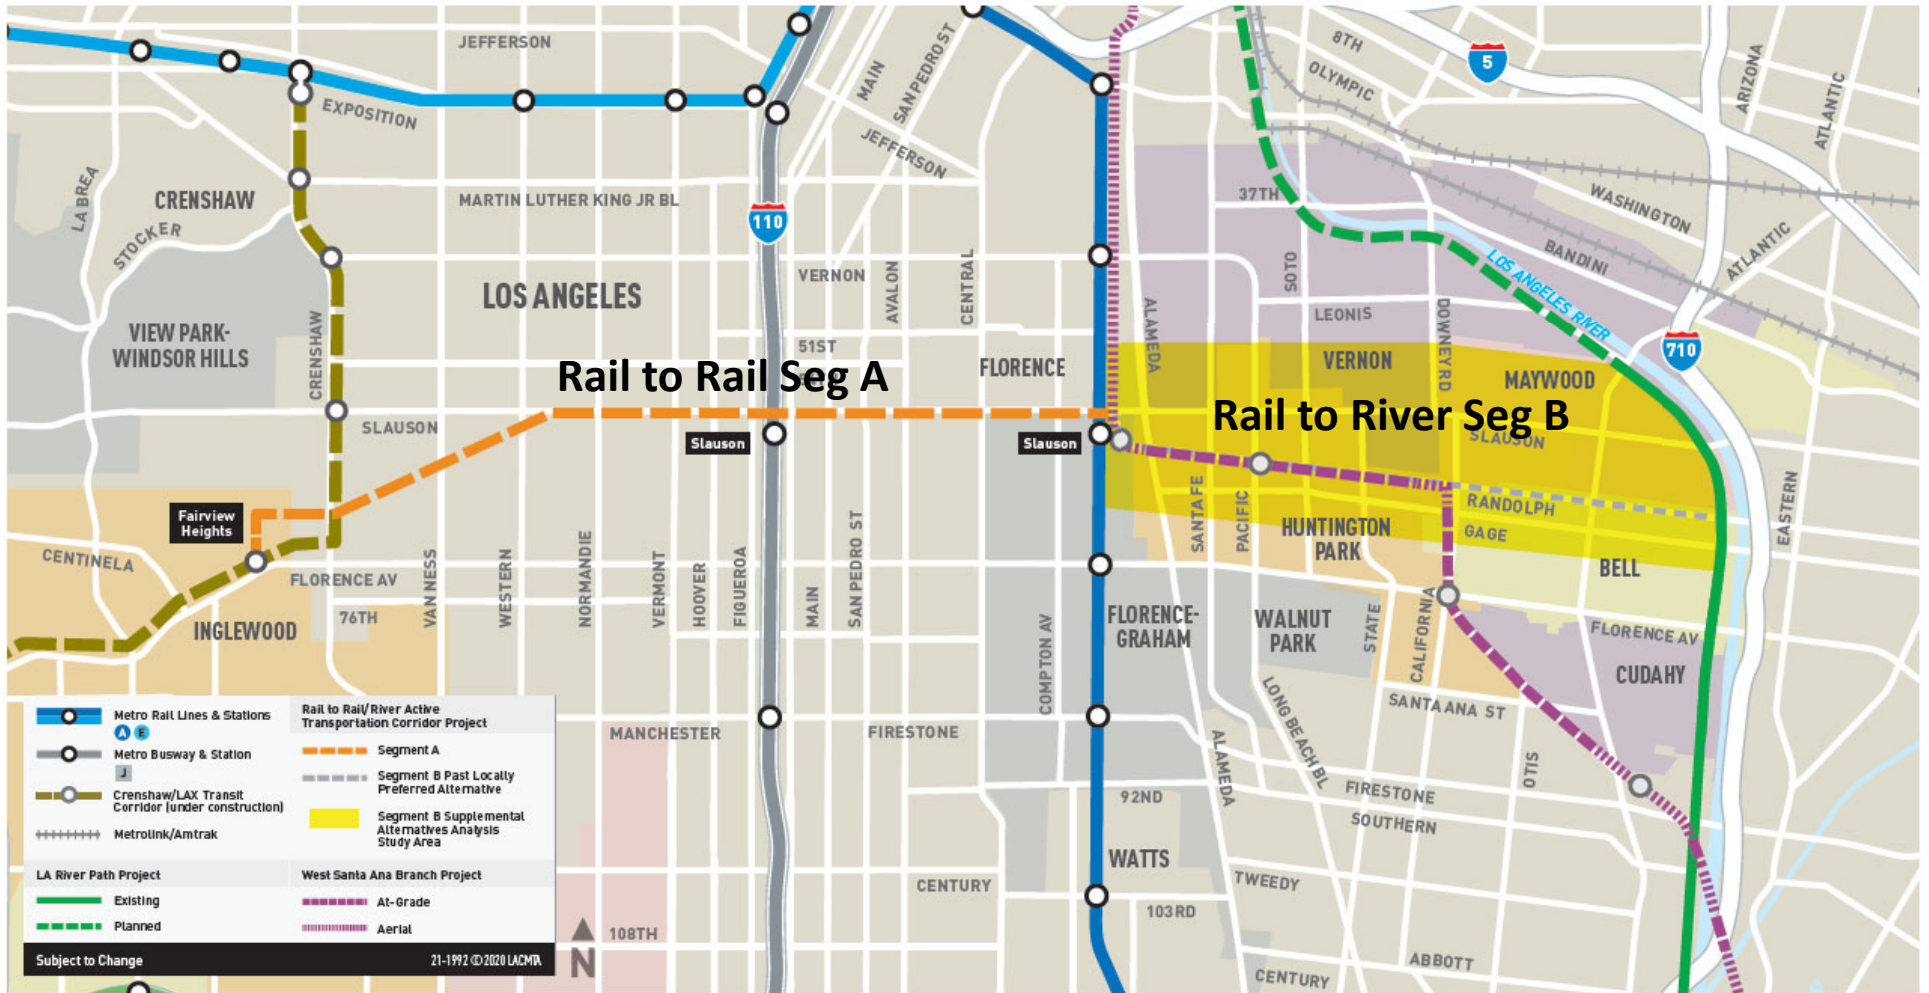 JEFFERSON
MAIN
SAN PEDRO ST
8TH
OLYMPIC
5
ARIZONA
ATLANTIC
EXPOSITION
JEFFERSON
LA BREA
CRENSHAW
STOCKER
MARTIN LUTHER KING JR BL
110
37TH
WASHINGTON
BANDINI
ATLANTIC
LOS ANGELES RIVER
VERNON
AVALON
CENTRAL
SOTO
LOS ANGELES
VIEW PARK-
WINDSOR HILLS
CRENSHAW
51ST
ALAMEDA
LEONIS
DOWNEY RD
710
FLORENCE
VERNON
MAYWOOD
Rail to Rail Seg A
Rail to River Seg B
SLAUSON
Slauson
Slauson
SLAUSON
Fairview
Heights
SANTA FE
PACIFIC
RANDOLPH
GAGE
EASTERN
HUNTINGTON
PARK
BELL
CENTINELA
FLORENCE AV
VAN NESS
WESTERN
NORMANDIE
VERMONT
HOOVER
FIGUEROA
MAIN
SAN PEDRO ST
76TH
INGLEWOOD
COMPTON AV
FLORENCE-
GRAHAM
WALNUT
PARK
STATE
CALIFORNIA
FLORENCE AV
CUDAHY
LONG BEACH BL
SANTA ANA ST
MANCHESTER
FIRESTONE
ALAMEDA
OTIS
92ND
FIRESTONE
SOUTHERN
WATTS
CENTURY
TWEEDY
103RD
108TH
N
ABBOTT
CENTURY
Metro Rail Lines & Stations
A E
Metro Busway & Station
J
Crenshaw/LAX Transit
Corridor (under construction)
Metrolink/Amtrak
Rail to Rail/River Active
Transportation Corridor Project
Segment A
Segment B Past Locally
Preferred Alternative
Segment B Supplemental
Alternatives Analysis
Study Area
LA River Path Project
Existing
Planned
West Santa Ana Branch Project
At-Grade
Aerial
Subject to Change
21-1992 ©2020 LACMTA